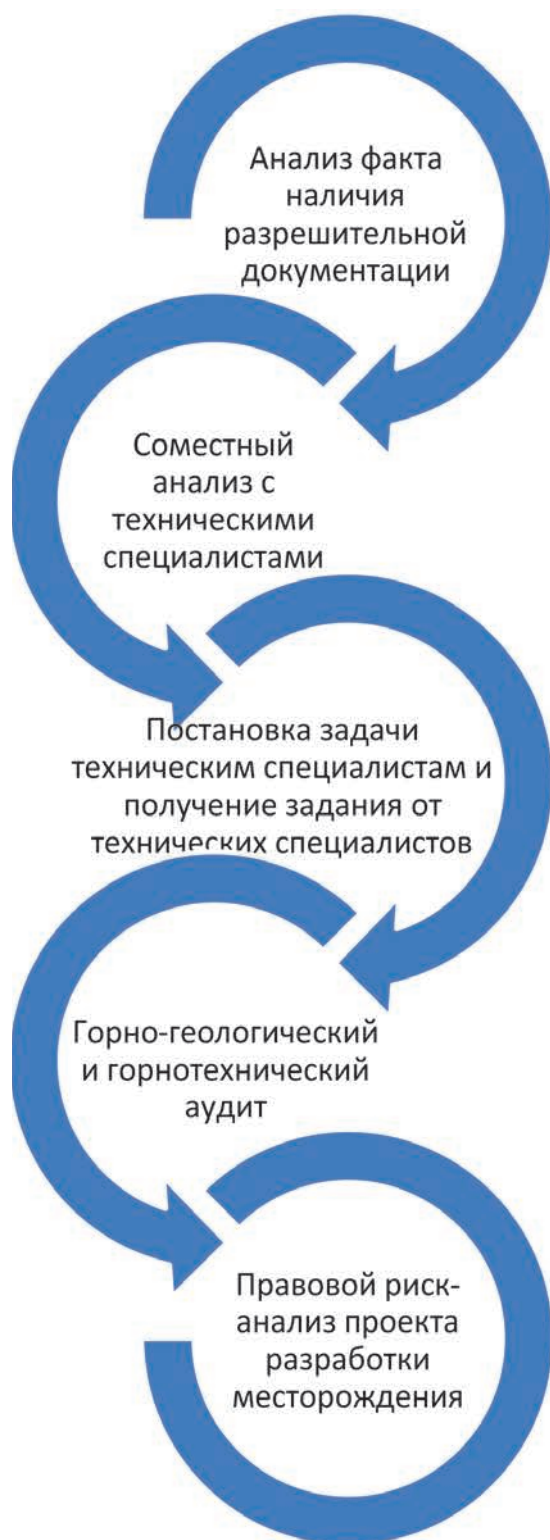 Анализ факта
наличия
разрешительной
документации
Соместный
анализ с
техническими
специалистами
Постановка задачи
техническим специалистам и
получение задания от
технических специалистов
Горно-геологический
и горнотехнический
аудит
Правовой риск-
анализ проекта
разработки
месторождения